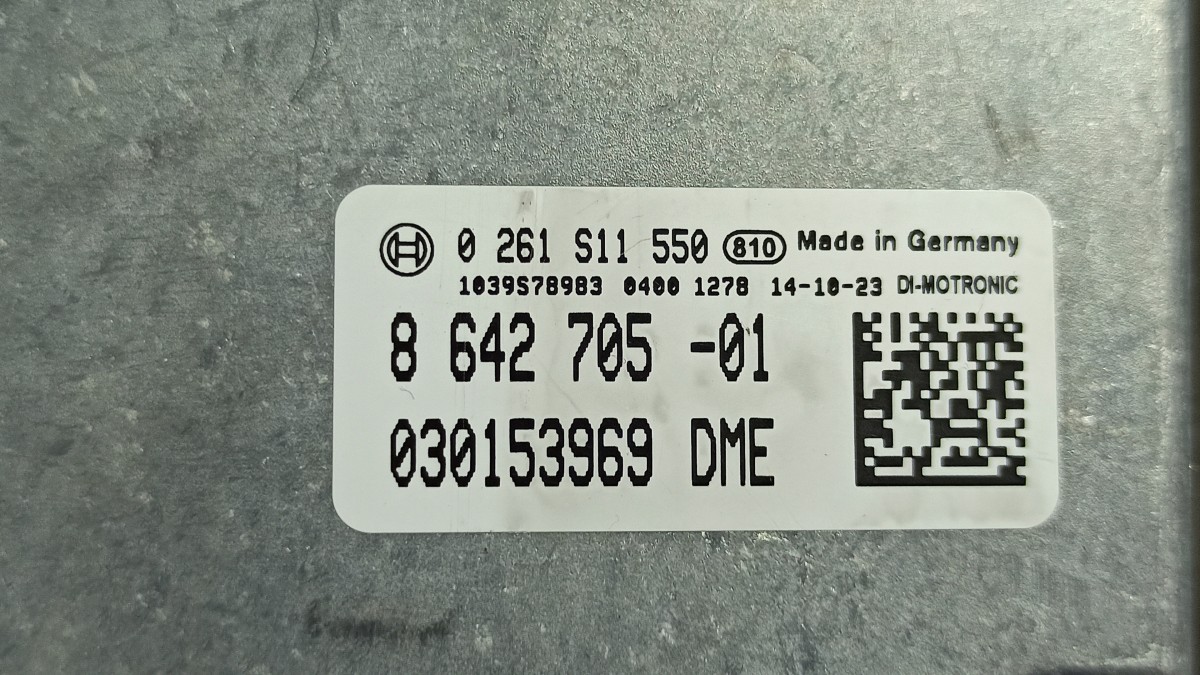 0 261 S11 550 810 Made in Germany
1039S78983 0400 1278 14-10-23 DI-MOTRONIC
8 642 705 -01
030153969 DME